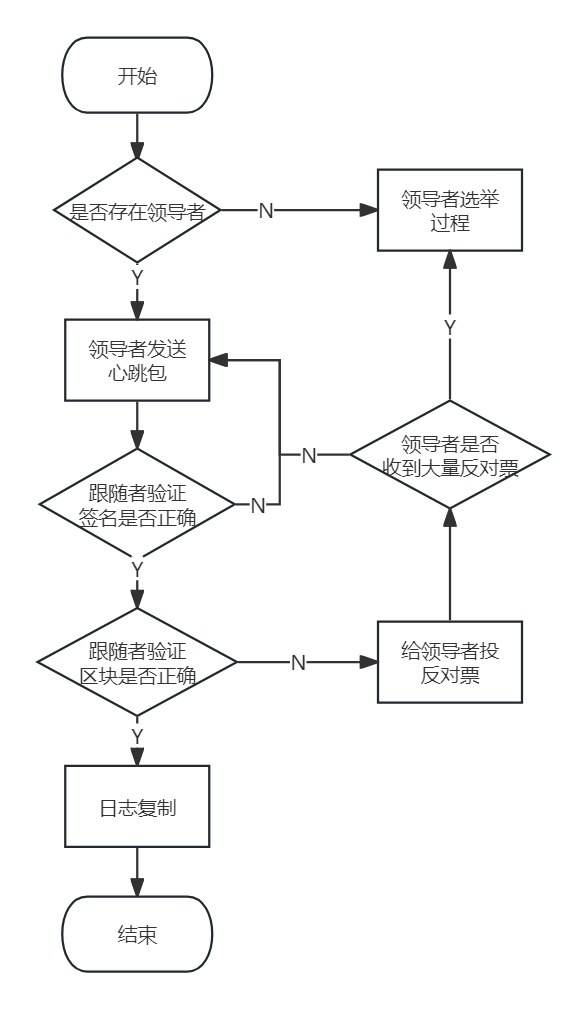 开始
是否存在领导者
N
领导者选举
过程
Y
Y
领导者发送
心跳包
领导者是否
收到大量反对票
N
跟随者验证
签名是否正确
N
Y
跟随者验证
区块是否正确
N
给领导者投
反对票
Y
日志复制
结束